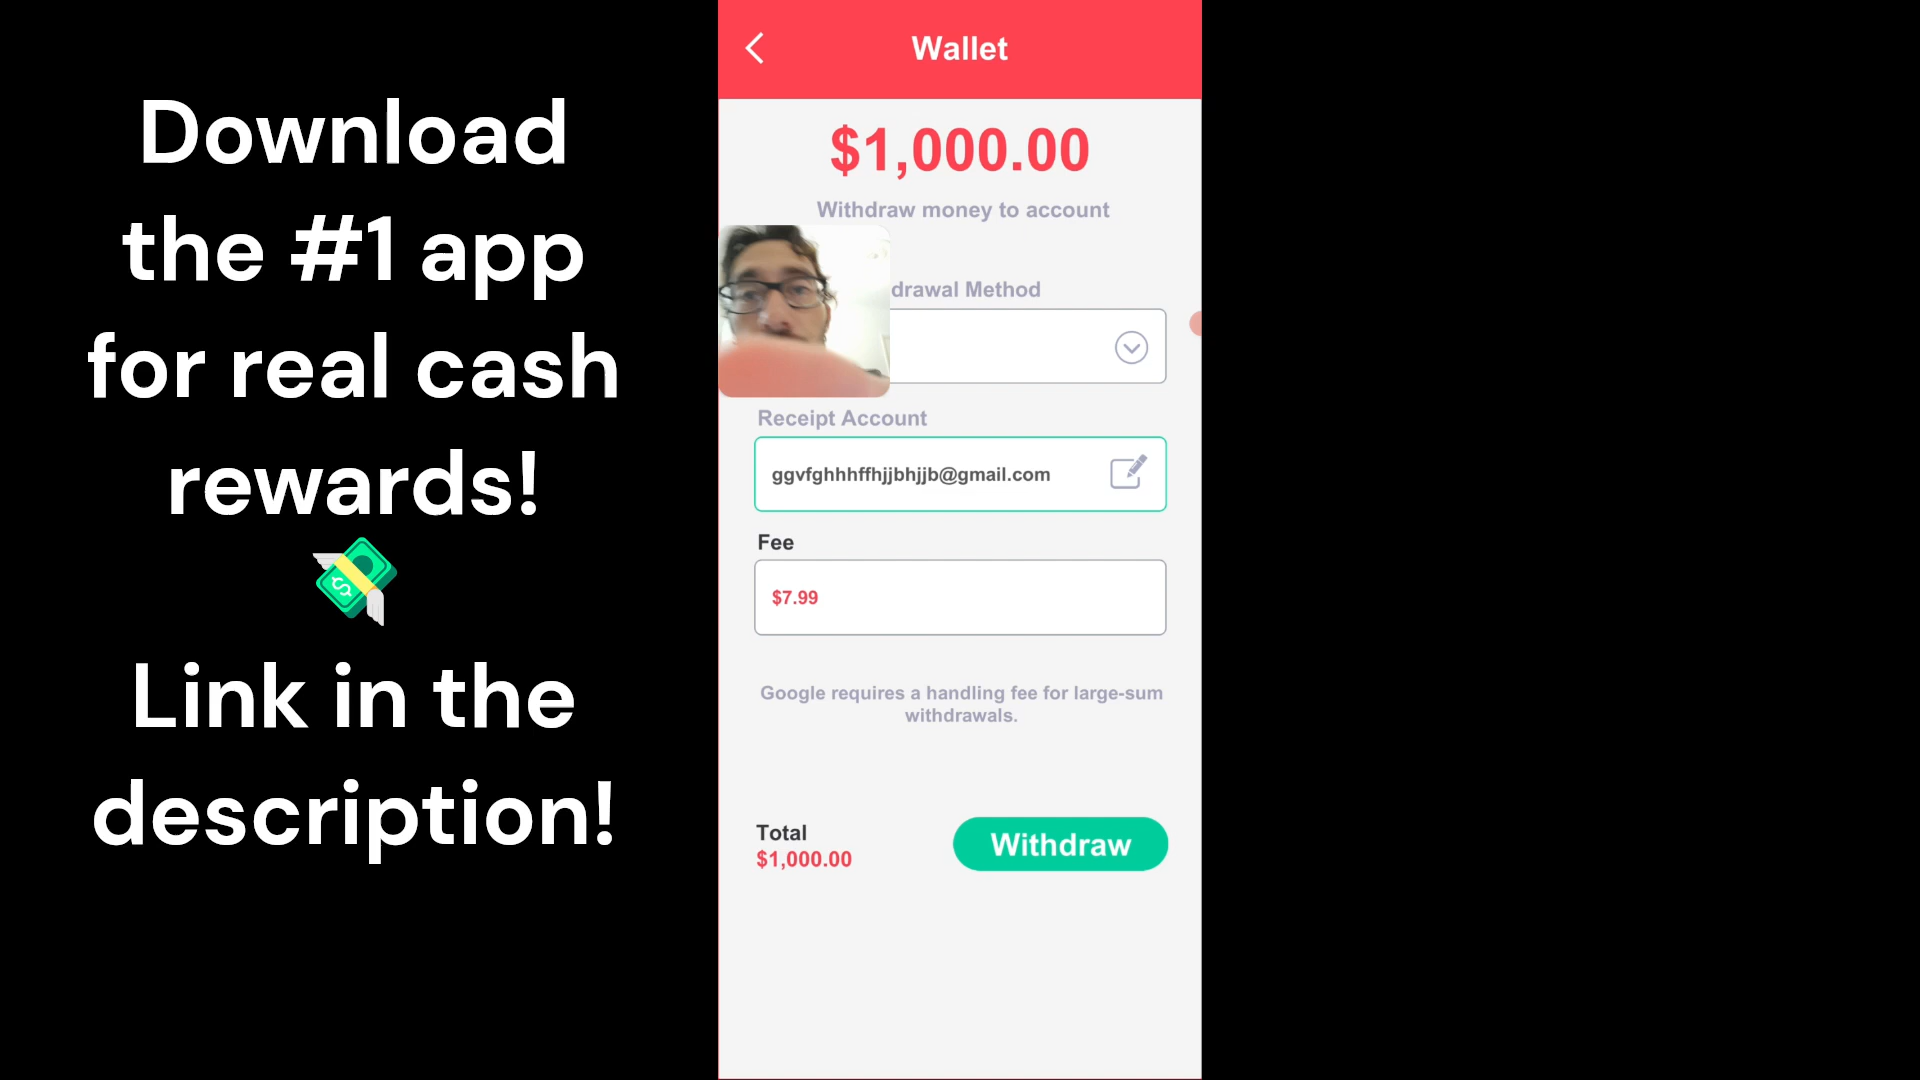 Download
the #1 app
for real cash
rewards!
Link in the
description!
Wallet
$1,000.00
Withdraw money to account
drawal Method
Receipt Account
ggvfghhhffhjjbhjjb@gmail.com
Fee
$7.99
Google requires a handling fee for large-sum
withdrawals.
Total
$1,000.00
Withdraw